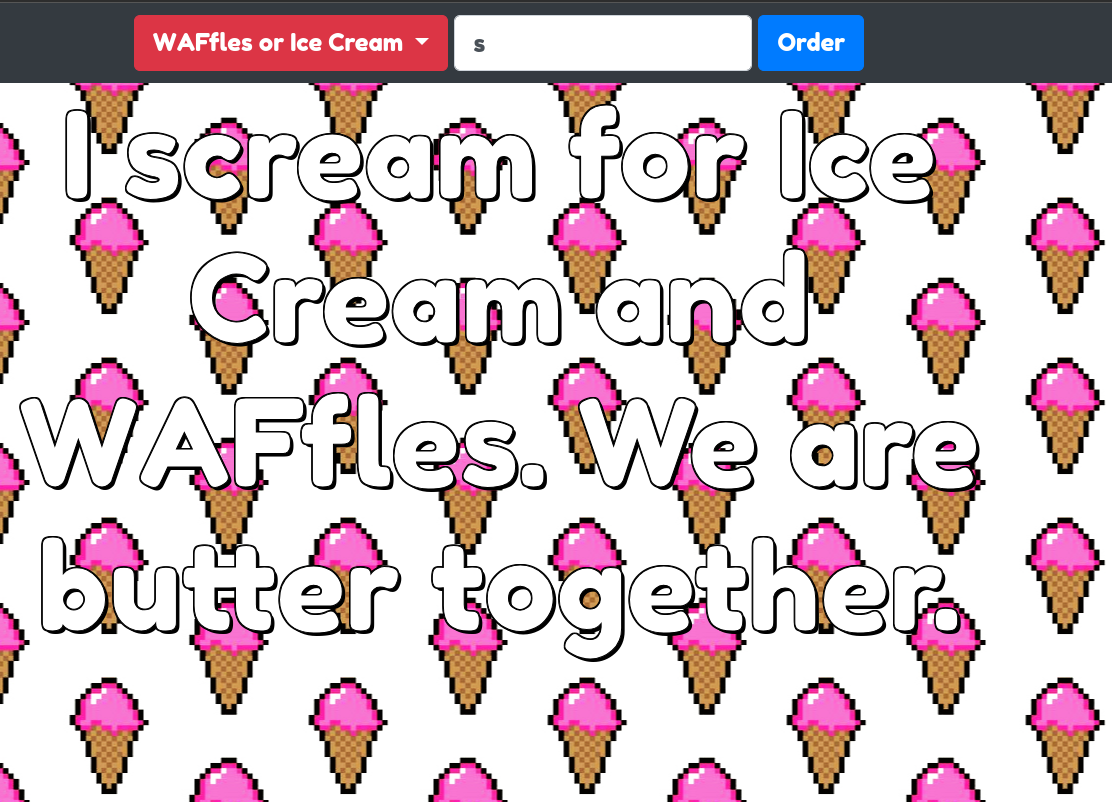 WAFfles or Ice Cream s Order
I scream for Ice
Cream and
WAFfles. We are
butter together.